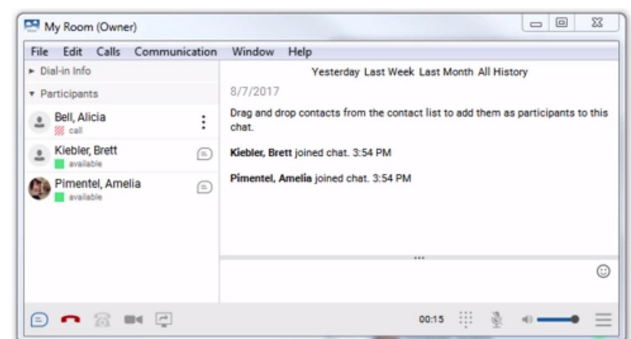 My Room (Owner)
File Edit Calls Communication Window Help
Dial-in Info
Participants
Bell, Alicia
call
Kiebler, Brett
available
Pimentel, Amelia
available
Yesterday Last Week Last Month All History
8/7/2017
Drag and drop contacts from the contact list to add them as participants to this
chat.
Kiebler, Brett joined chat. 3:54 PM
Pimentel, Amelia joined chat. 3:54 PM
00:15